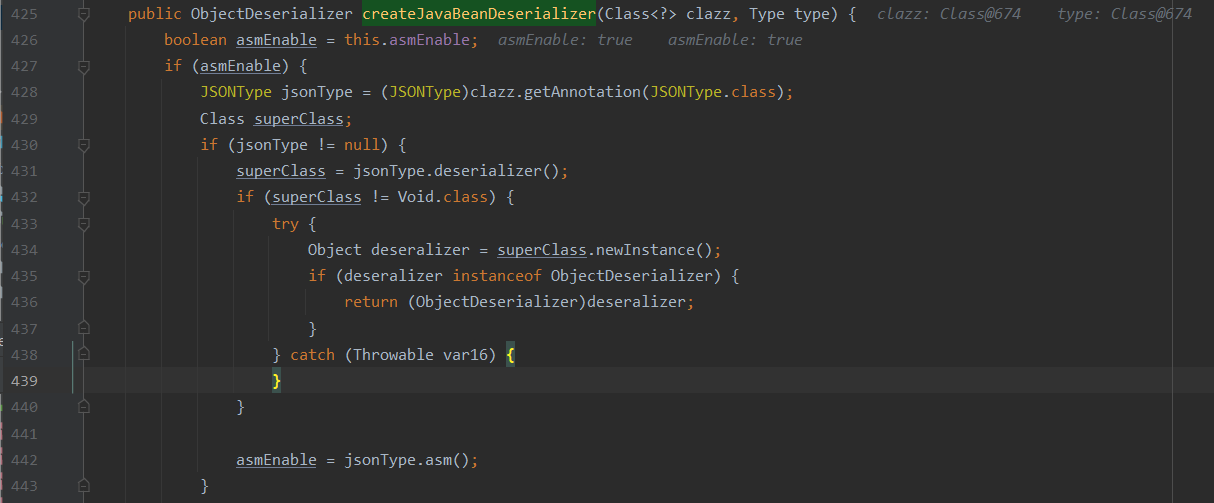 425 public ObjectDeserializer createJavaBeanDeserializer(Class<?> clazz, Type type) { clazz: Class@674 type: Class@674
426 boolean asmEnable = this.asmEnable; asmEnable: true asmEnable: true
427 if (asmEnable) {
428 JSONType jsonType = (JSONType)clazz.getAnnotation(JSONType.class);
429 Class superClass;
430 if (jsonType != null) {
431 superClass = jsonType.deserializer();
432 if (superClass != Void.class) {
433 try {
434 Object deseralizer = superClass.newInstance();
435 if (deseralizer instanceof ObjectDeserializer) {
436 return (ObjectDeserializer)deseralizer;
437 }
438 } catch (Throwable var16) {
439 }
440 }
441
442 asmEnable = jsonType.asm();
443 }